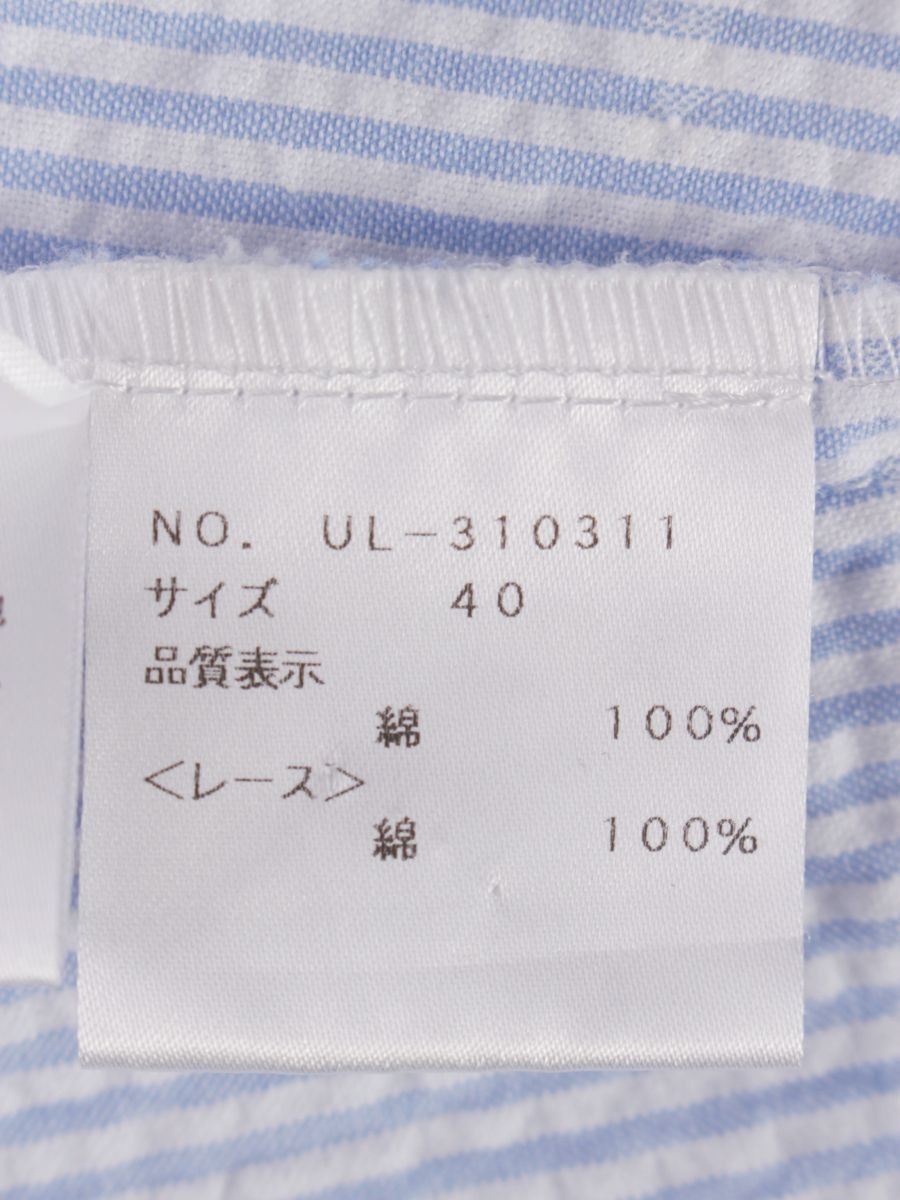 NO. UL-310311
サイズ 40
品質表示
綿 100%
<レース>
綿 100%